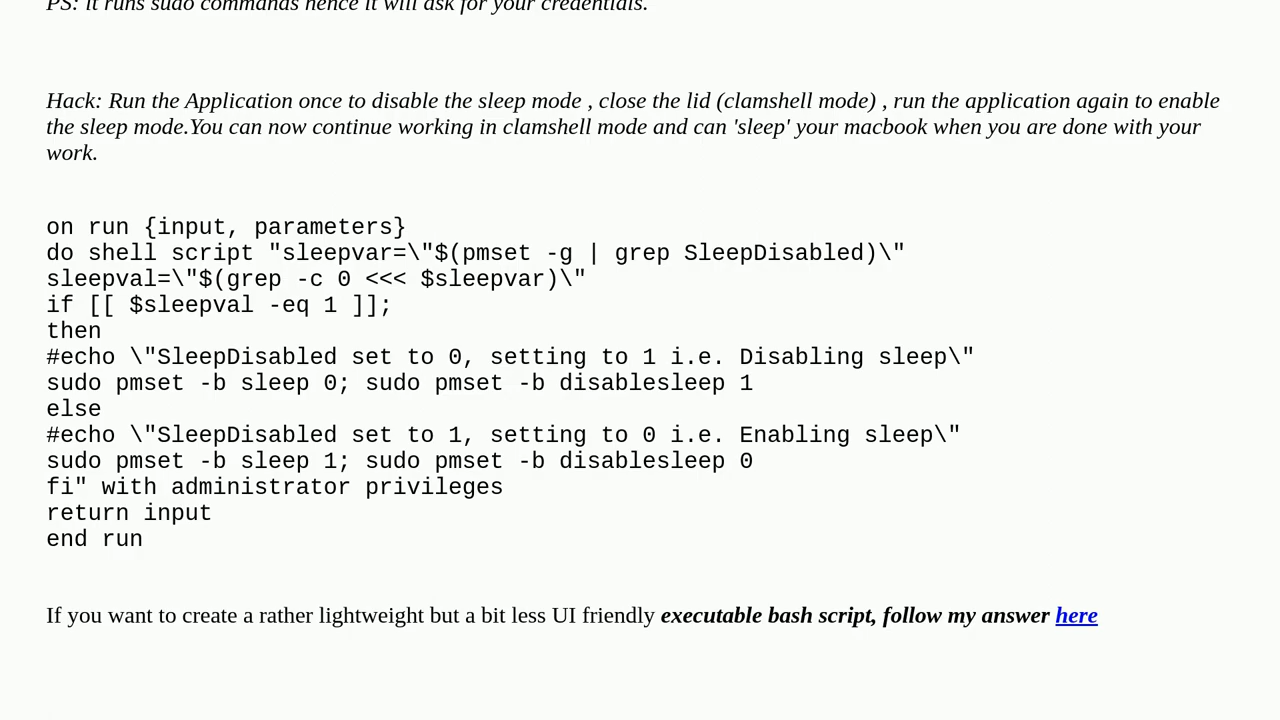 PS: it runs sudo commands hence it will ask for your credentials.
Hack: Run the Application once to disable the sleep mode , close the lid (clamshell mode) , run the application again to enable
the sleep mode.You can now continue working in clamshell mode and can 'sleep' your macbook when you are done with your
work.
on run {input, parameters}
do shell script "sleepvar=\"$(pmset -g | grep SleepDisabled)\"
sleepval=\"$(grep -c 0 <<< $sleepvar)\"
if [[ $sleepval -eq 1 ]];
then
#echo \"SleepDisabled set to 0, setting to 1 i.e. Disabling sleep\"
sudo pmset -b sleep 0; sudo pmset -b disablesleep 1
else
#echo \"SleepDisabled set to 1, setting to 0 i.e. Enabling sleep\"
sudo pmset -b sleep 1; sudo pmset -b disablesleep 0
fi" with administrator privileges
return input
end run
If you want to create a rather lightweight but a bit less UI friendly executable bash script, follow my answer here